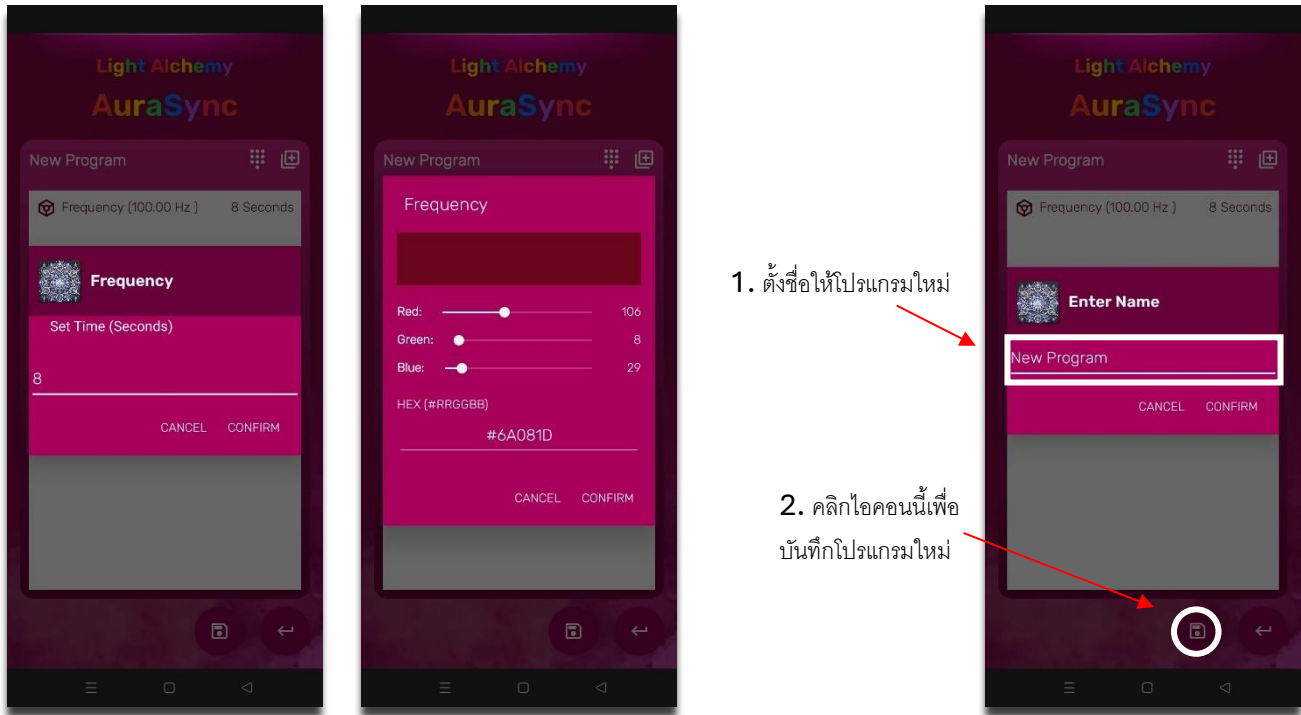 Light Alchemy
AuraSync
New Program
Frequency (100.00 Hz ) 8 Seconds
Frequency
Set Time (Seconds)
8
CANCEL CONFIRM
Light Alchemy
AuraSync
New Program
Frequency
Red: 106
Green: 8
Blue: 29
HEX (#RRGGBB)
#6A081D
CANCEL CONFIRM
1. ตั้งชื่อให้โปรแกรมใหม่
2. คลิกไอคอนนี้เพื่อ
บันทึกโปรแกรมใหม่
Light Alchemy
AuraSync
New Program
Frequency (100.00 Hz ) 8 Seconds
Enter Name
New Program
CANCEL CONFIRM